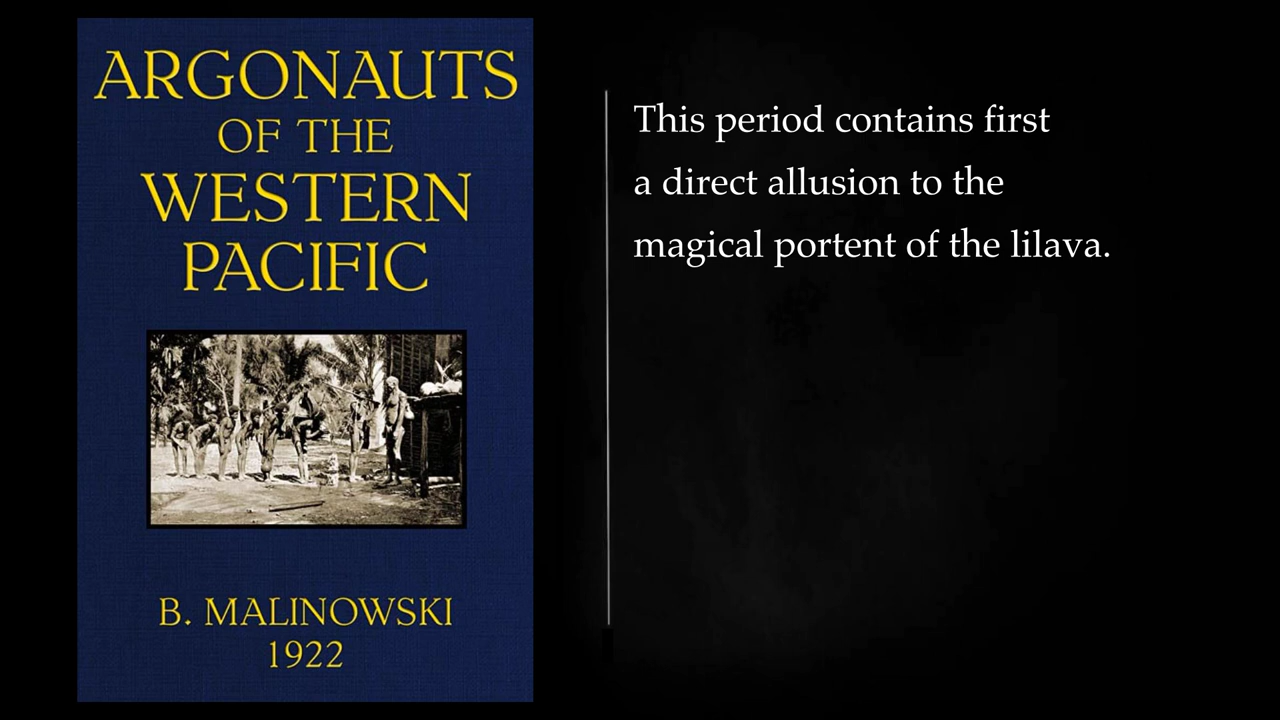 ARGONAUTS
OF THE
WESTERN
PACIFIC
B. MALINOWSKI
1922
This period contains first
a direct allusion to the
magical portent of the lilava.